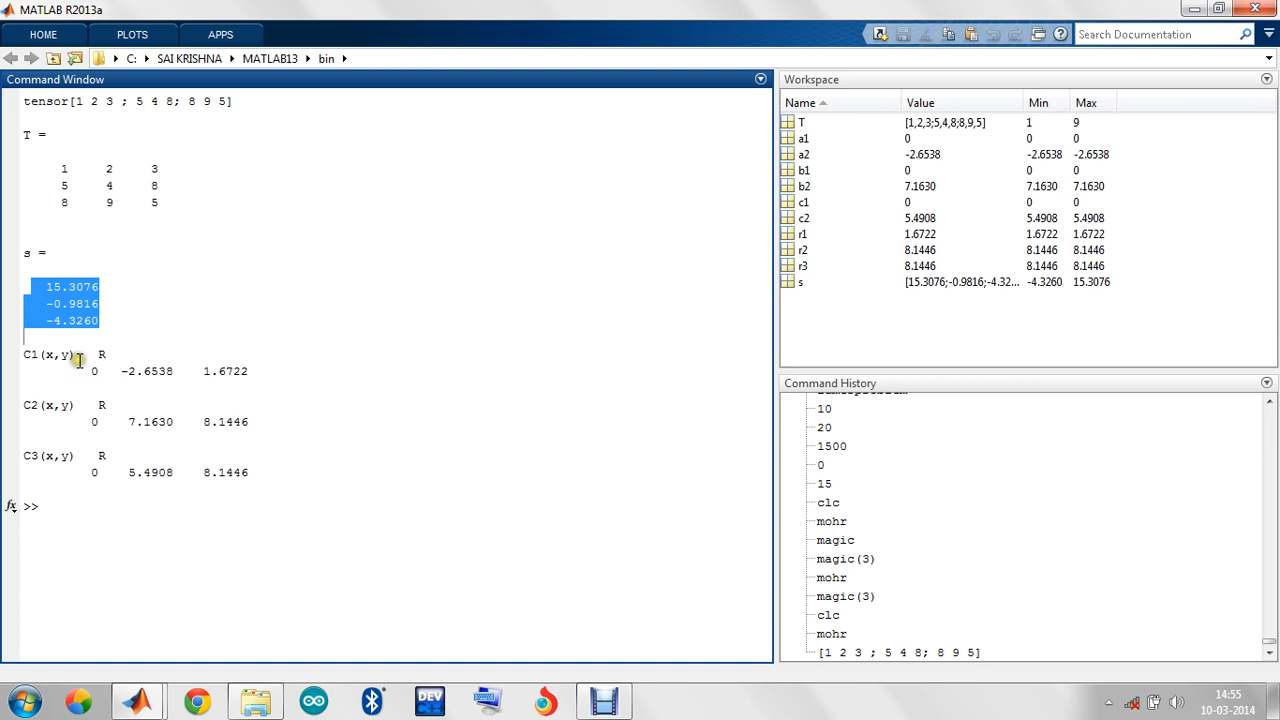 MATLAB R2013a
HOME PLOTS APPS Search Documentation
C: SAI KRISHNA MATLAB13 bin
Command Window
tensor[1 2 3 ; 5 4 8; 8 9 5]
T =
1 2 3
5 4 8
8 9 5
s =
15.3076
-0.9816
-4.3260
C1(x,y) R
0 -2.6538 1.6722
C2(x,y) R
0 7.1630 8.1446
C3(x,y) R
0 5.4908 8.1446
fx >>
Workspace
Name Value Min Max
T [1,2,3;5,4,8;8,9,5] 1 9
a1 0 0 0
a2 -2.6538 -2.6538 -2.6538
b1 0 0 0
b2 7.1630 7.1630 7.1630
c1 0 0 0
c2 5.4908 5.4908 5.4908
r1 1.6722 1.6722 1.6722
r2 8.1446 8.1446 8.1446
r3 8.1446 8.1446 8.1446
s [15.3076;-0.9816;-4.32... -4.3260 15.3076
Command History
10
20
1500
0
15
clc
mohr
magic
magic(3)
mohr
magic(3)
clc
mohr
[1 2 3 ; 5 4 8; 8 9 5]
DEV
14:55
10-03-2014